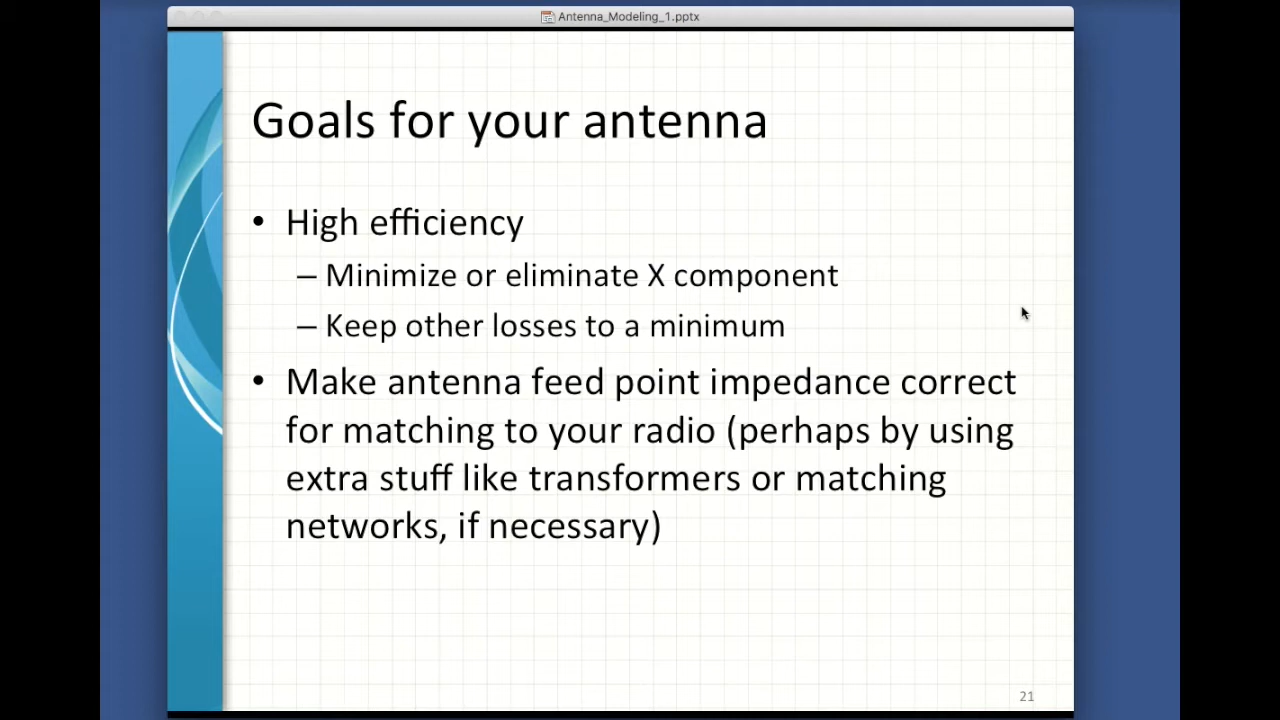 Antenna_Modeling_1.pptx
Goals for your antenna
• High efficiency
– Minimize or eliminate X component
– Keep other losses to a minimum
• Make antenna feed point impedance correct
for matching to your radio (perhaps by using
extra stuff like transformers or matching
networks, if necessary)
21